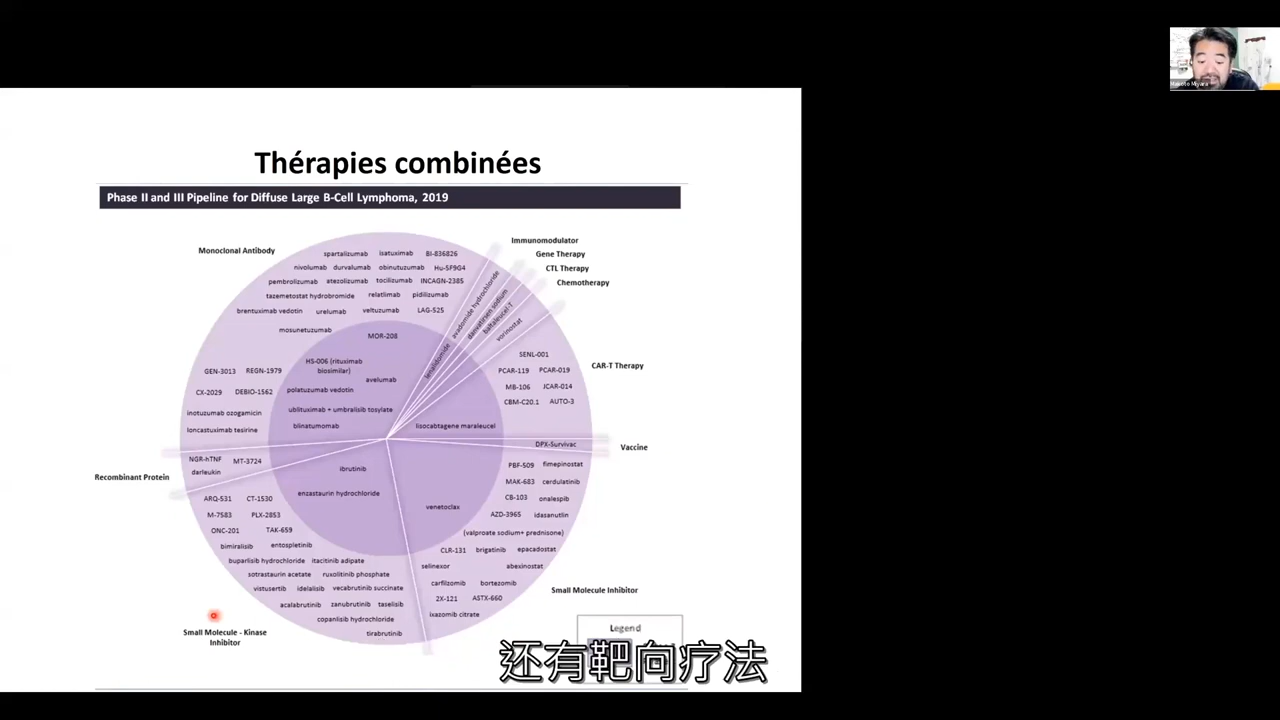 Makoto Miyara
Thérapies combinées
Phase II and III Pipeline for Diffuse Large B-Cell Lymphoma, 2019
Monoclonal Antibody
spartalizumab isatuximab BI-836826
nivolumab durvalumab obinutuzumab Hu-5F9G4
pembrolizumab atezolizumab tocilizumab INCAGN-2385
tazemetostat hydrobromide relatlimab pidilizumab
brentuximab vedotin urelumab veltuzumab LAG-525
mosunetuzumab
MOR-208
HS-006 (rituximab
biosimilar)
GEN-3013 REGN-1979
avelumab
CX-2029 DEBIO-1562
polatuzumab vedotin
inotuzumab ozogamicin
ublituximab + umbralisib tosylate
loncastuximab tesirine
blinatumomab
Immunomodulator
Gene Therapy
CTL Therapy
Chemotherapy
lenalidomide
avadomide hydrochloride
danvatirsen sodium
baltaleucel-T
vorinostat
CAR-T Therapy
SENL-001
PCAR-119 PCAR-019
MB-106 JCAR-014
CBM-C20.1 AUTO-3
lisocabtagene maraleucel
Vaccine
DPX-Survivac
Recombinant Protein
NGR-hTNF MT-3724
darleukin
ibrutinib
enzastaurin hydrochloride
ARQ-531 CT-1530
M-7583 PLX-2853
ONC-201 TAK-659
bimiralisib entospletinib
buparlisib hydrochloride itacitinib adipate
sotrastaurin acetate ruxolitinib phosphate
vistusertib idelalisib vecabrutinib succinate
acalabrutinib zanubrutinib taselisib
copanlisib hydrochloride
tirabrutinib
Small Molecule - Kinase
Inhibitor
venetoclax
PBF-509 fimepinostat
MAK-683 cerdulatinib
CB-103 onalespib
AZD-3965 idasanutlin
(valproate sodium+ prednisone)
CLR-131 brigatinib epacadostat
selinexor abexinostat
carfilzomib bortezomib
2X-121 ASTX-660
ixazomib citrate
Small Molecule Inhibitor
Legend
还有靶向疗法